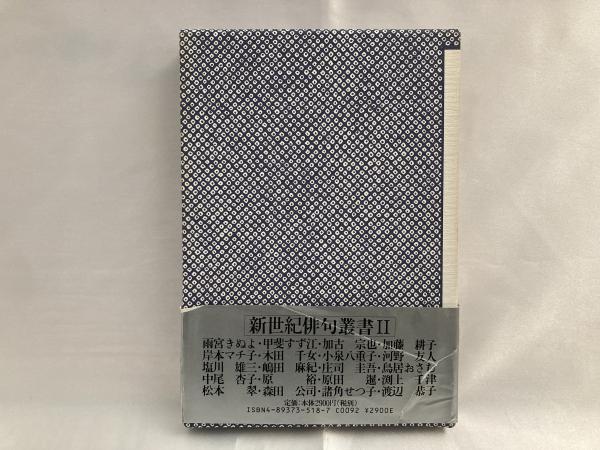 新世紀俳句叢書II
雨宮きぬよ・甲斐すず江・加古 宗也・加藤 耕子
岸本マチ子・木田 千女・小泉八重子・河野 友人
塩川 雄三・嶋田 麻紀・庄司 圭吾・鳥居おさむ
中尾 杏子・原 裕・原田 暹・渕上 千津
松本 翠・森田 公司・諸角せつ子・渡辺 恭子
定価:本体2900円(税別)
ISBN4-89373-518-7 C0092 ¥2900E